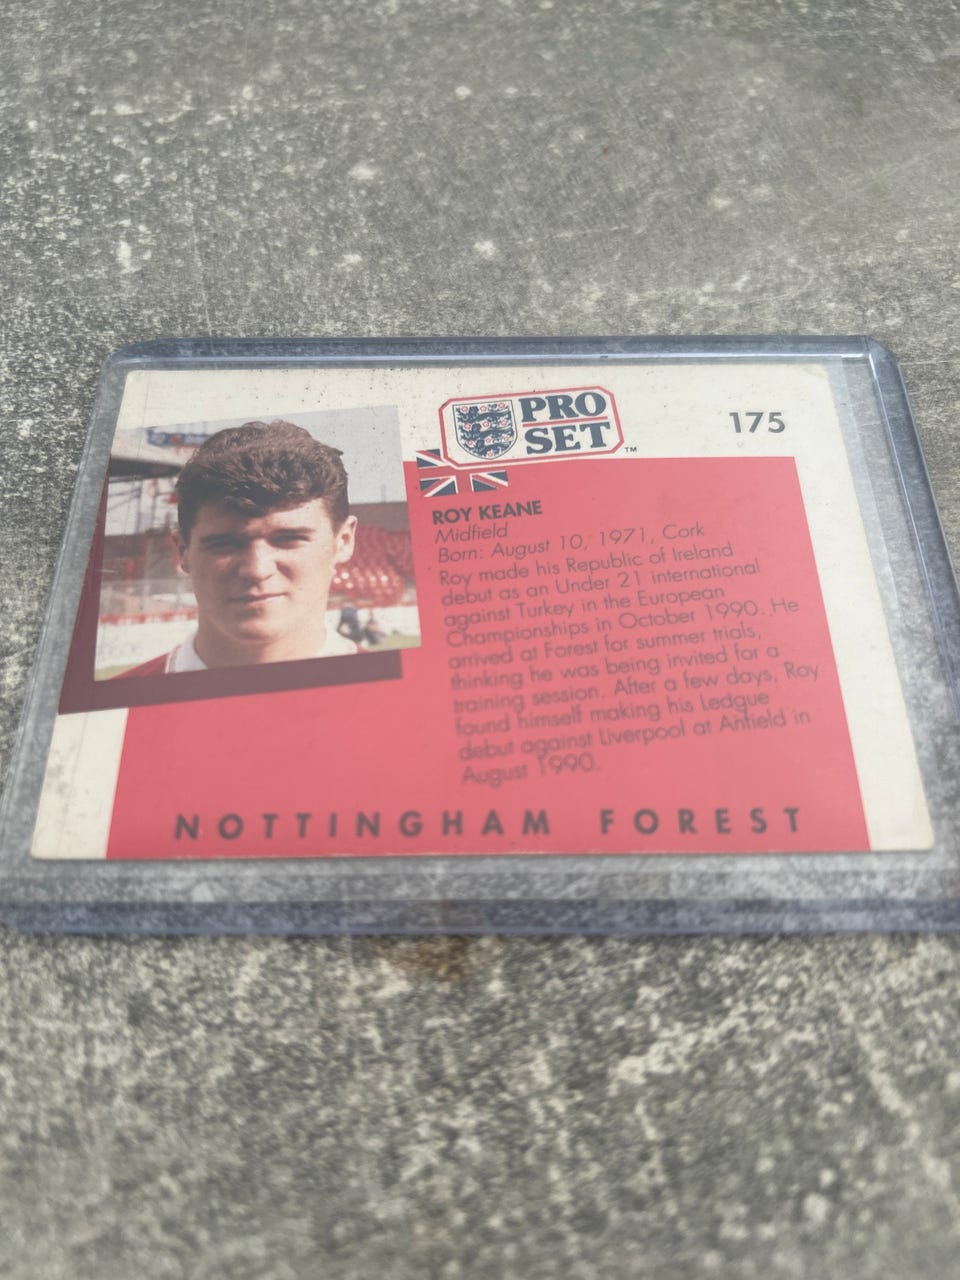 PRO
SET™
175
ROY KEANE
Midfield
Born: August 10, 1971, Cork
Roy made his Republic of Ireland
debut as an Under 21 international
against Turkey in the European
Championships in October 1990. He
arrived at Forest for summer trials,
thinking he was being invited for a
training session. After a few days, Roy
found himself making his League
debut against Liverpool at Anfield in
August 1990.
NOTTINGHAM FOREST